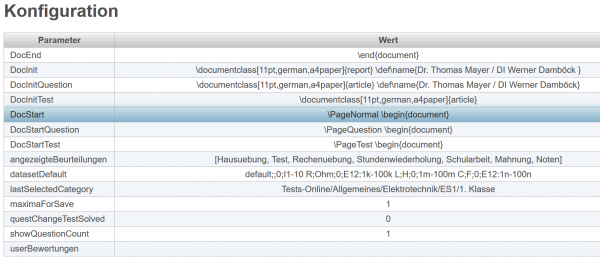 Konfiguration
Parameter Wert
DocEnd \end{document}
DocInit \documentclass[11pt,german,a4paper]{report} \def\name{Dr. Thomas Mayer / DI Werner Damböck }
DocInitQuestion \documentclass[11pt,german,a4paper]{article} \def\name{Dr. Thomas Mayer / DI Werner Damböck}
DocInitTest \documentclass[11pt,german,a4paper]{article}
DocStart \PageNormal \begin{document}
DocStartQuestion \PageQuestion \begin{document}
DocStartTest \PageTest \begin{document}
angezeigteBeurteilungen [Hausuebung, Test, Rechenuebung, Stundenwiederholung, Schularbeit, Mahnung, Noten]
datasetDefault default;;0;I1-10 R;Ohm;0;E12:1k-100k L;H;0;1m-100m C;F;0;E12:1n-100n
lastSelectedCategory Tests-Online/Allgemeines/Elektrotechnik/ES1/1. Klasse
maximaForSave 1
questChangeTestSolved 0
showQuestionCount 1
userBewertungen